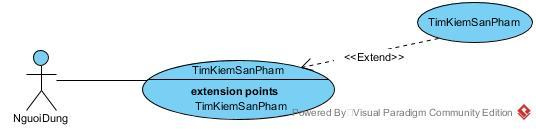 TimKiemSanPham
<<Extend>>
TimKiemSanPham
extension points
TimKiemSanPham
NguoiDung
Powered By Visual Paradigm Community Edition